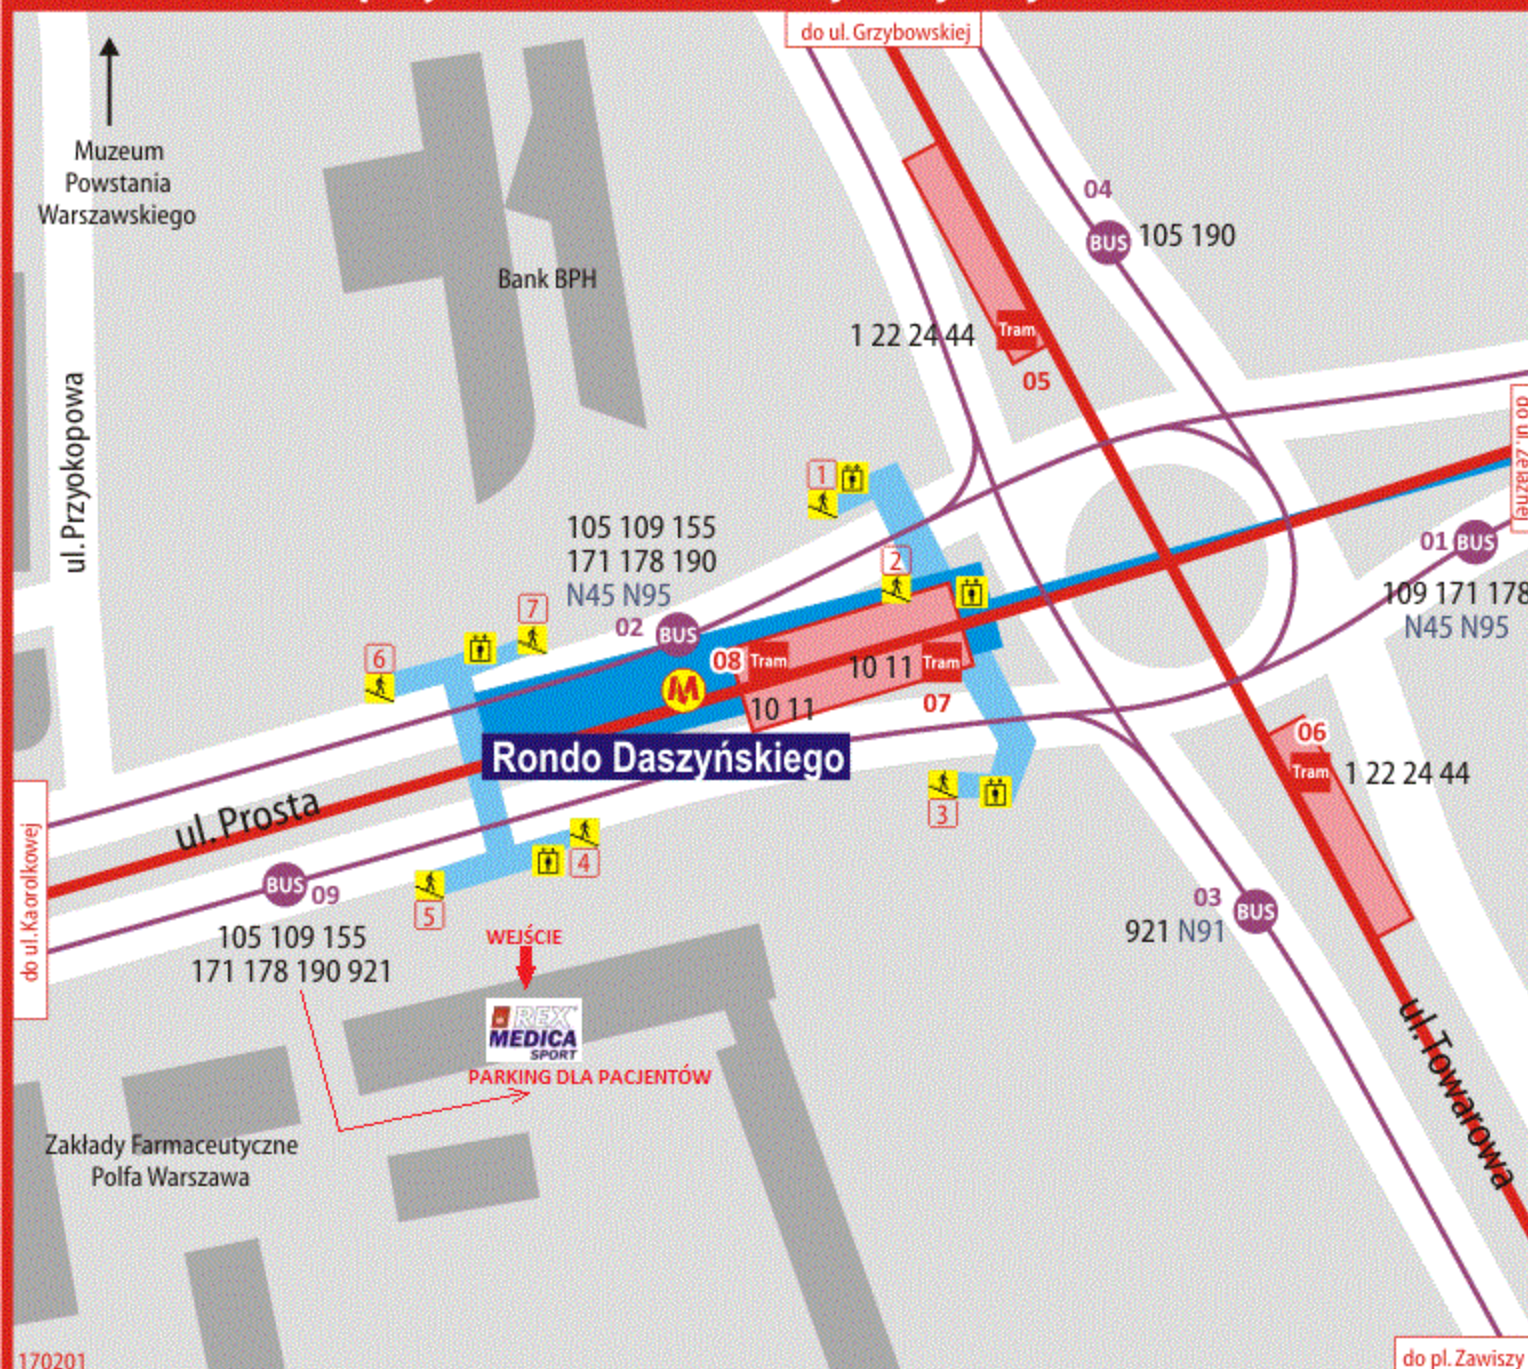 do ul. Grzybowskiej
Muzeum
Powstania
Warszawskiego
04
BUS
105 190
Bank BPH
1 22 24 44
Tram
05
ul. Przyokopowa
do ul. Żelaznej
1
2
105 109 155
171 178 190
N45 N95
02
BUS
7
6
01
BUS
109 171 178
N45 N95
08
Tram
10 11
Tram
M
10 11
07
06
Tram
1 22 24 44
Rondo Daszyńskiego
3
ul. Prosta
4
5
BUS
09
105 109 155
171 178 190 921
do ul. Kaorolkowej
03
BUS
921 N91
WEJŚCIE
REX
MEDICA
SPORT
PARKING DLA PACJENTÓW
ul. Towarowa
Zakłady Farmaceutyczne
Polfa Warszawa
170201
do pl. Zawiszy